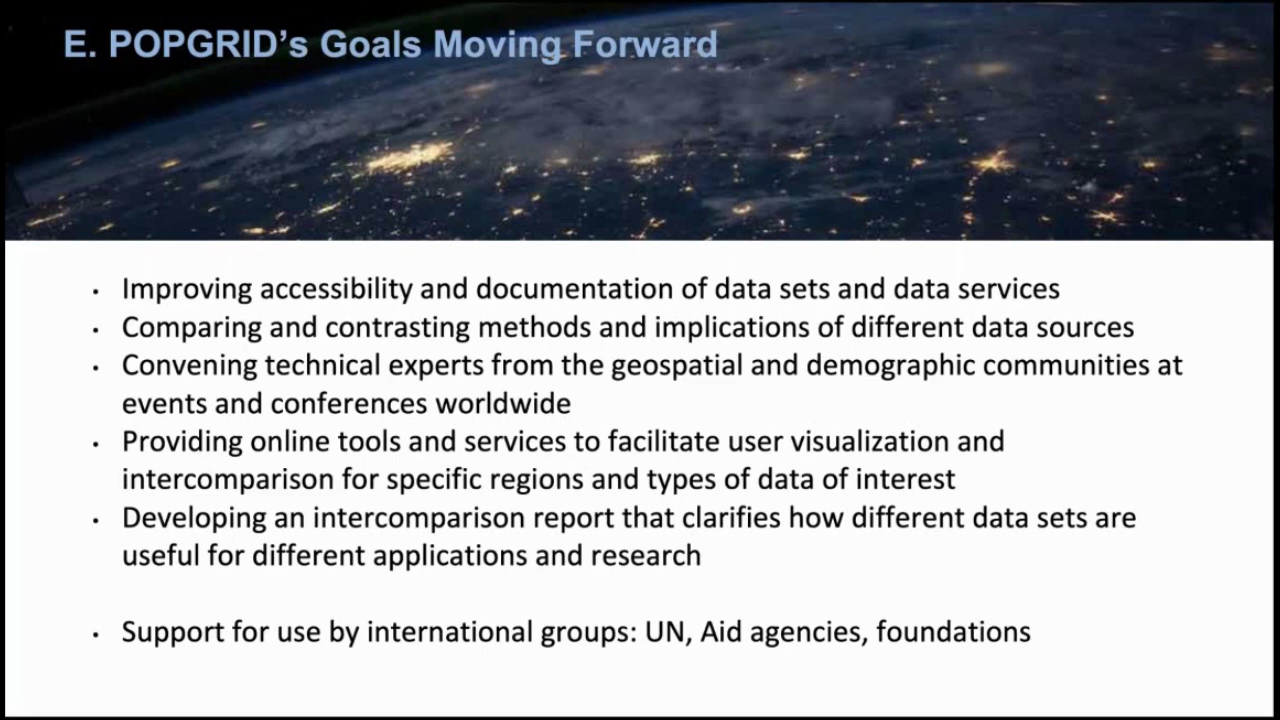 E. POPGRID’s Goals Moving Forward
• Improving accessibility and documentation of data sets and data services
• Comparing and contrasting methods and implications of different data sources
• Convening technical experts from the geospatial and demographic communities at
events and conferences worldwide
• Providing online tools and services to facilitate user visualization and
intercomparison for specific regions and types of data of interest
• Developing an intercomparison report that clarifies how different data sets are
useful for different applications and research
• Support for use by international groups: UN, Aid agencies, foundations